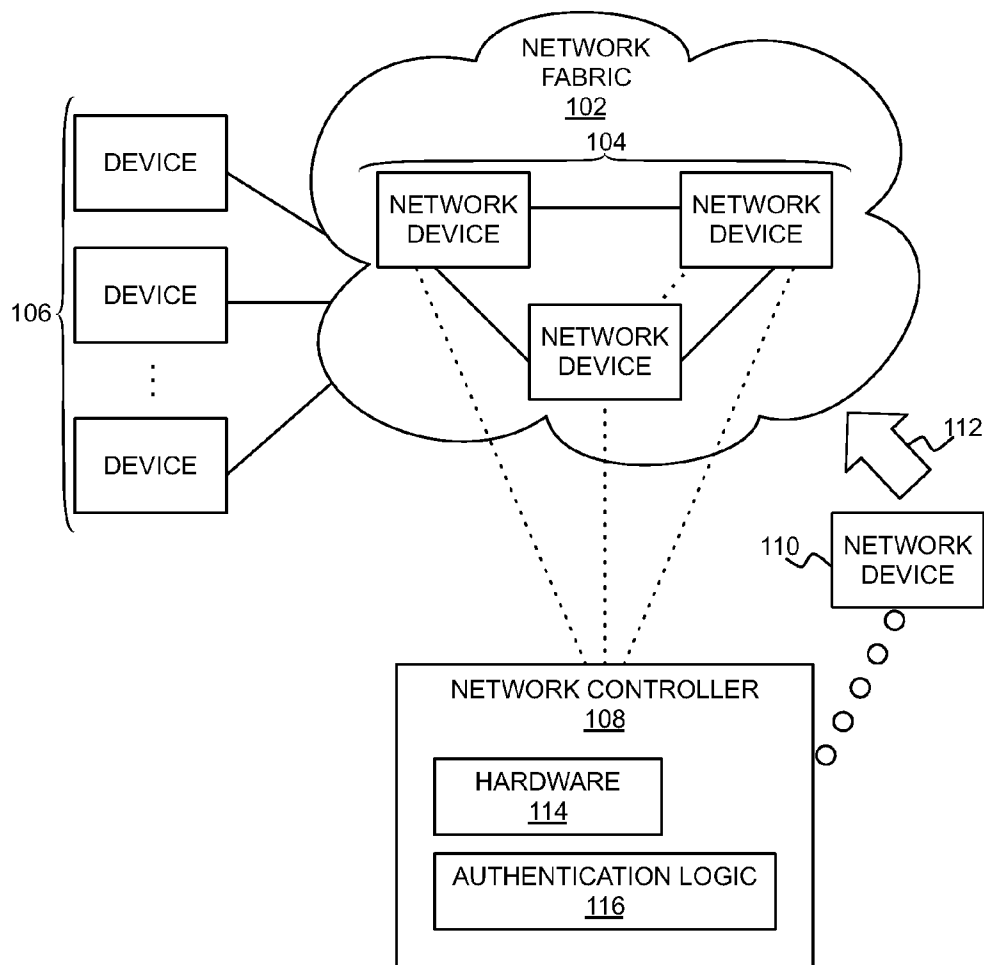 NETWORK
FABRIC
102
104
DEVICE
DEVICE
DEVICE
106
NETWORK
DEVICE
NETWORK
DEVICE
NETWORK
DEVICE
112
110
NETWORK
DEVICE
NETWORK CONTROLLER
108
HARDWARE
114
AUTHENTICATION LOGIC
116